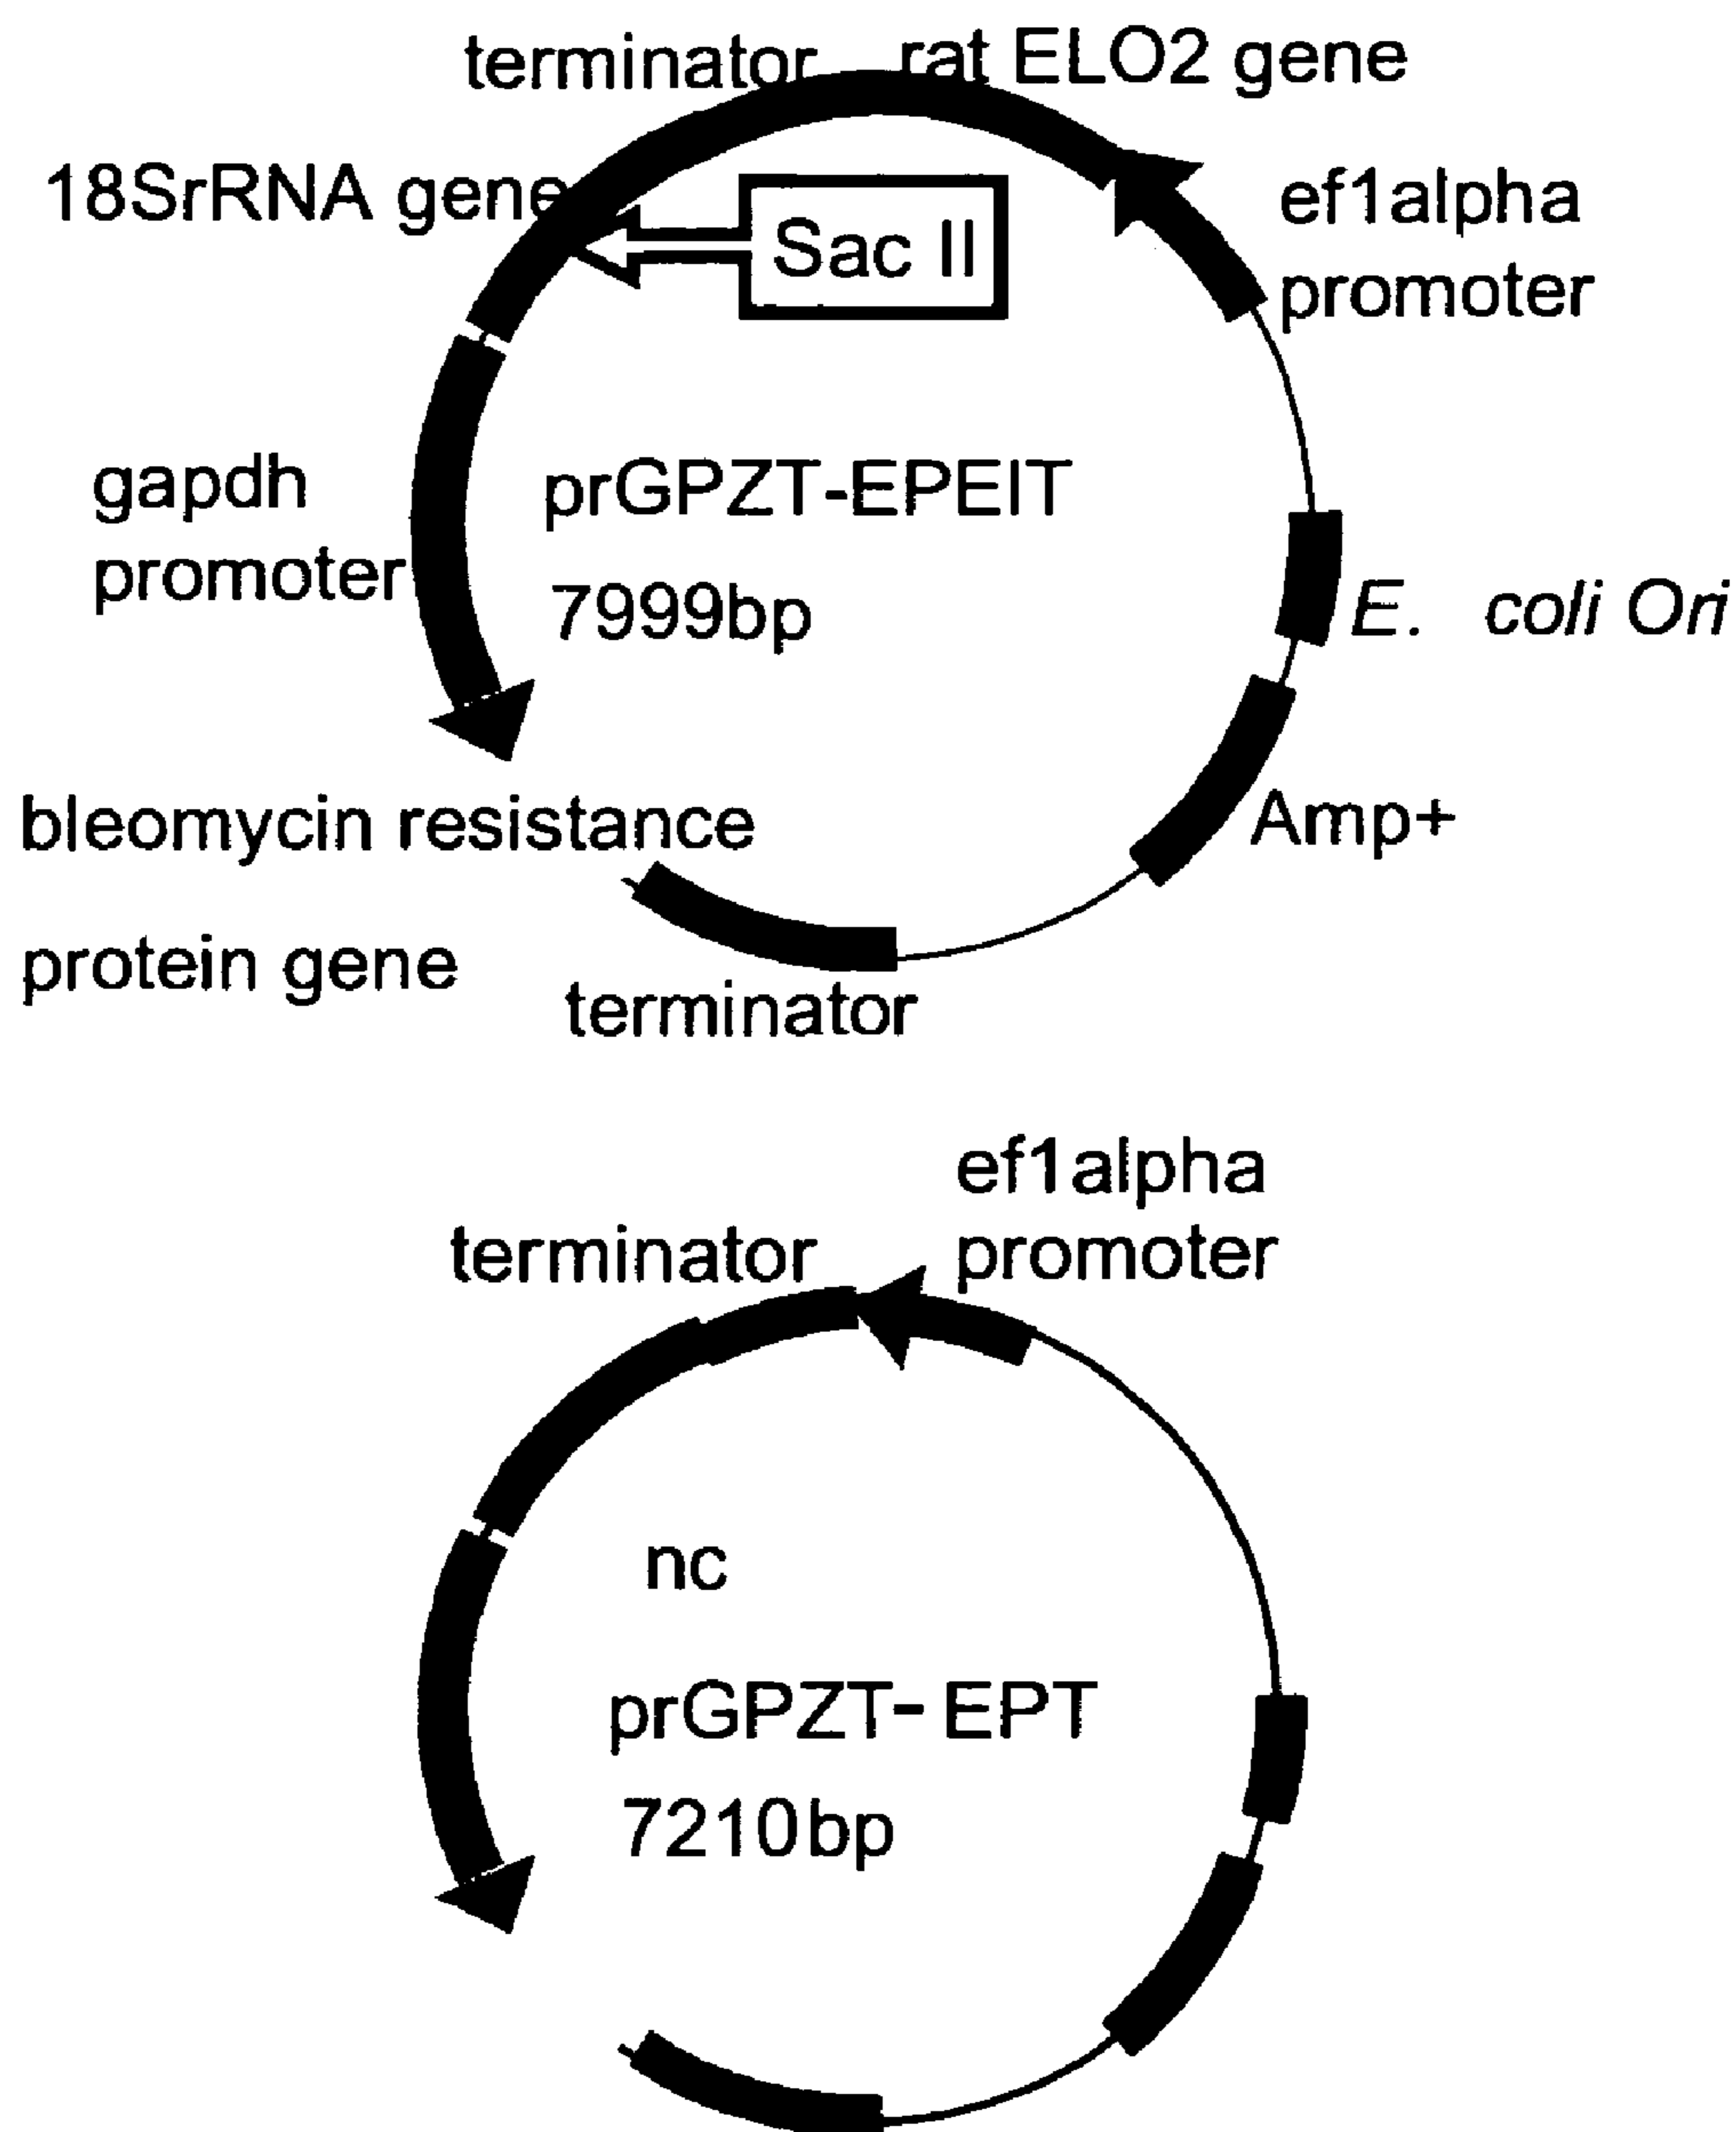 terminator rat ELO2 gene
18SrRNA gene
Sac II
ef1alpha
promoter
gapdh
promoter
prGPZT-EPEIT
7999bp
E. coli Ori
bleomycin resistance
protein gene
Amp+
terminator
ef1alpha
promoter
terminator
nc
prGPZT-EPT
7210bp